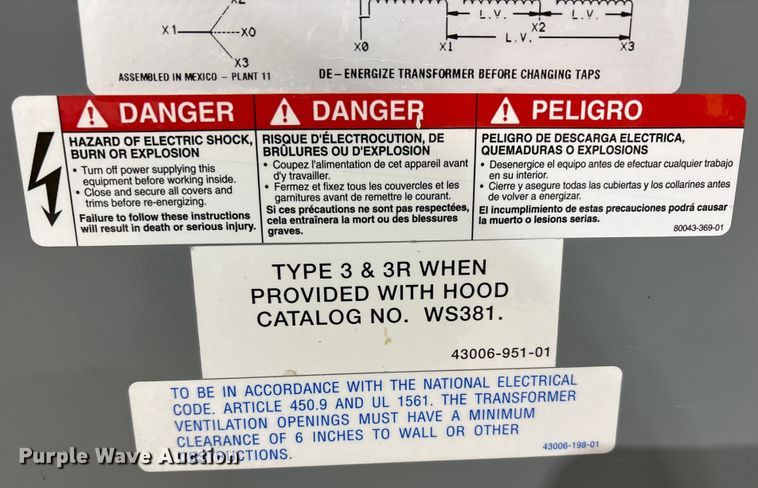 X1
X0
X3
L.V.
L.V.
L.V.
X0
X1
X2
X3
ASSEMBLED IN MEXICO - PLANT 11
DE-ENERGIZE TRANSFORMER BEFORE CHANGING TAPS
DANGER
HAZARD OF ELECTRIC SHOCK,
BURN OR EXPLOSION
• Turn off power supplying this
equipment before working inside.
• Close and secure all covers and
trims before re-energizing.
Failure to follow these instructions
will result in death or serious injury.
DANGER
RISQUE D'ÉLECTROCUTION, DE
BRÛLURES OU D'EXPLOSION
• Coupez l'alimentation de cet appareil avant
d'y travailler.
• Fermez et fixez tous les couvercles et les
garnitures avant de remettre le courant.
Si ces précautions ne sont pas respectées,
cela entraînera la mort ou des blessures
graves.
PELIGRO
PELIGRO DE DESCARGA ELECTRICA,
QUEMADURAS O EXPLOSIONS
• Desenergice el equipo antes de efectuar cualquier trabajo
en su interior.
• Cierre y asegure todas las cubiertas y los collarines antes
de volver a energizar.
El incumplimiento de estas precauciones podrá causar
la muerto o lesiones serias.
80043-369-01
TYPE 3 & 3R WHEN
PROVIDED WITH HOOD
CATALOG NO. WS381.
43006-951-01
TO BE IN ACCORDANCE WITH THE NATIONAL ELECTRICAL
CODE. ARTICLE 450.9 AND UL 1561. THE TRANSFORMER
VENTILATION OPENINGS MUST HAVE A MINIMUM
CLEARANCE OF 6 INCHES TO WALL OR OTHER
43006-198-01
Purple Wave Auction